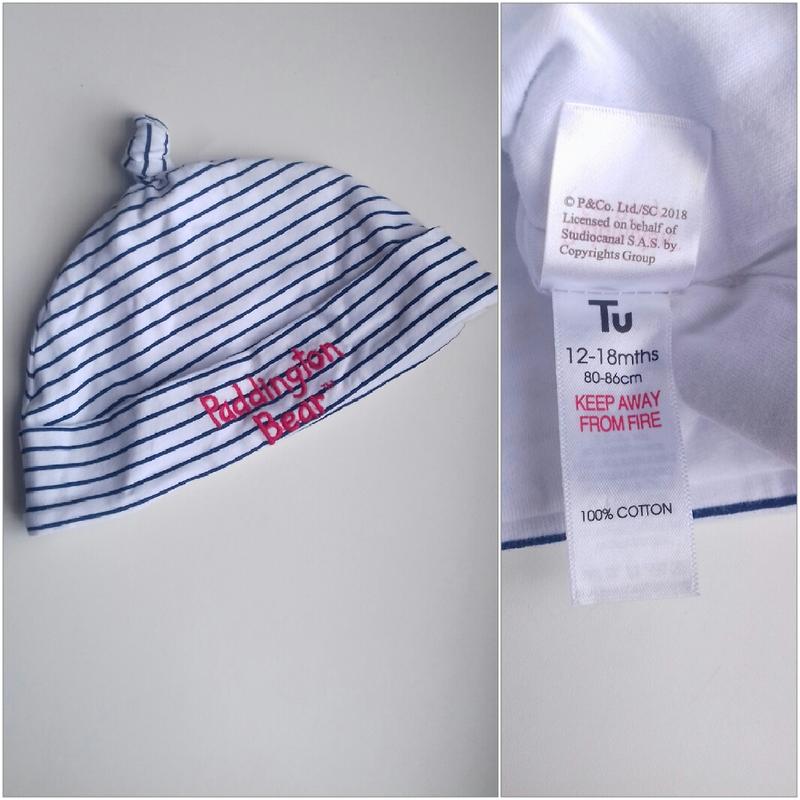 Paddington
Bear™
© P&Co. Ltd./SC 2018
Licensed on behalf of
Studiocanal S.A.S. by
Copyrights Group
Tu
12-18mths
80-86cm
KEEP AWAY
FROM FIRE
100% COTTON